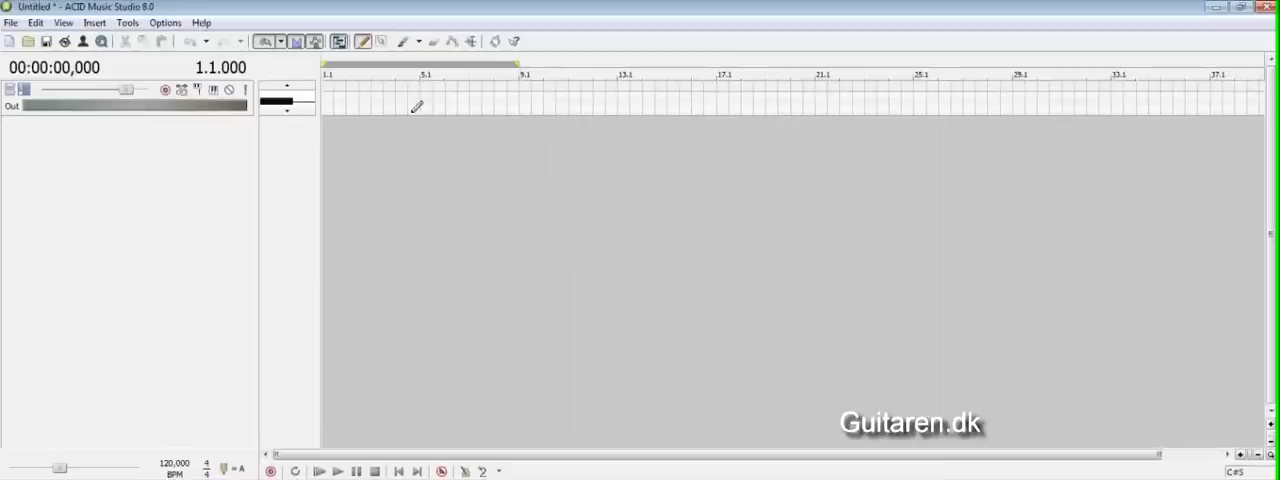 Untitled * - ACID Music Studio 8.0
File Edit View Insert Tools Options Help
00:00:00,000 1.1.000
1.1 5.1 9.1 13.1 17.1 21.1 25.1 29.1 33.1 37.1
Out
Guitaren.dk
120,000 BPM 4/4 = A
C#5